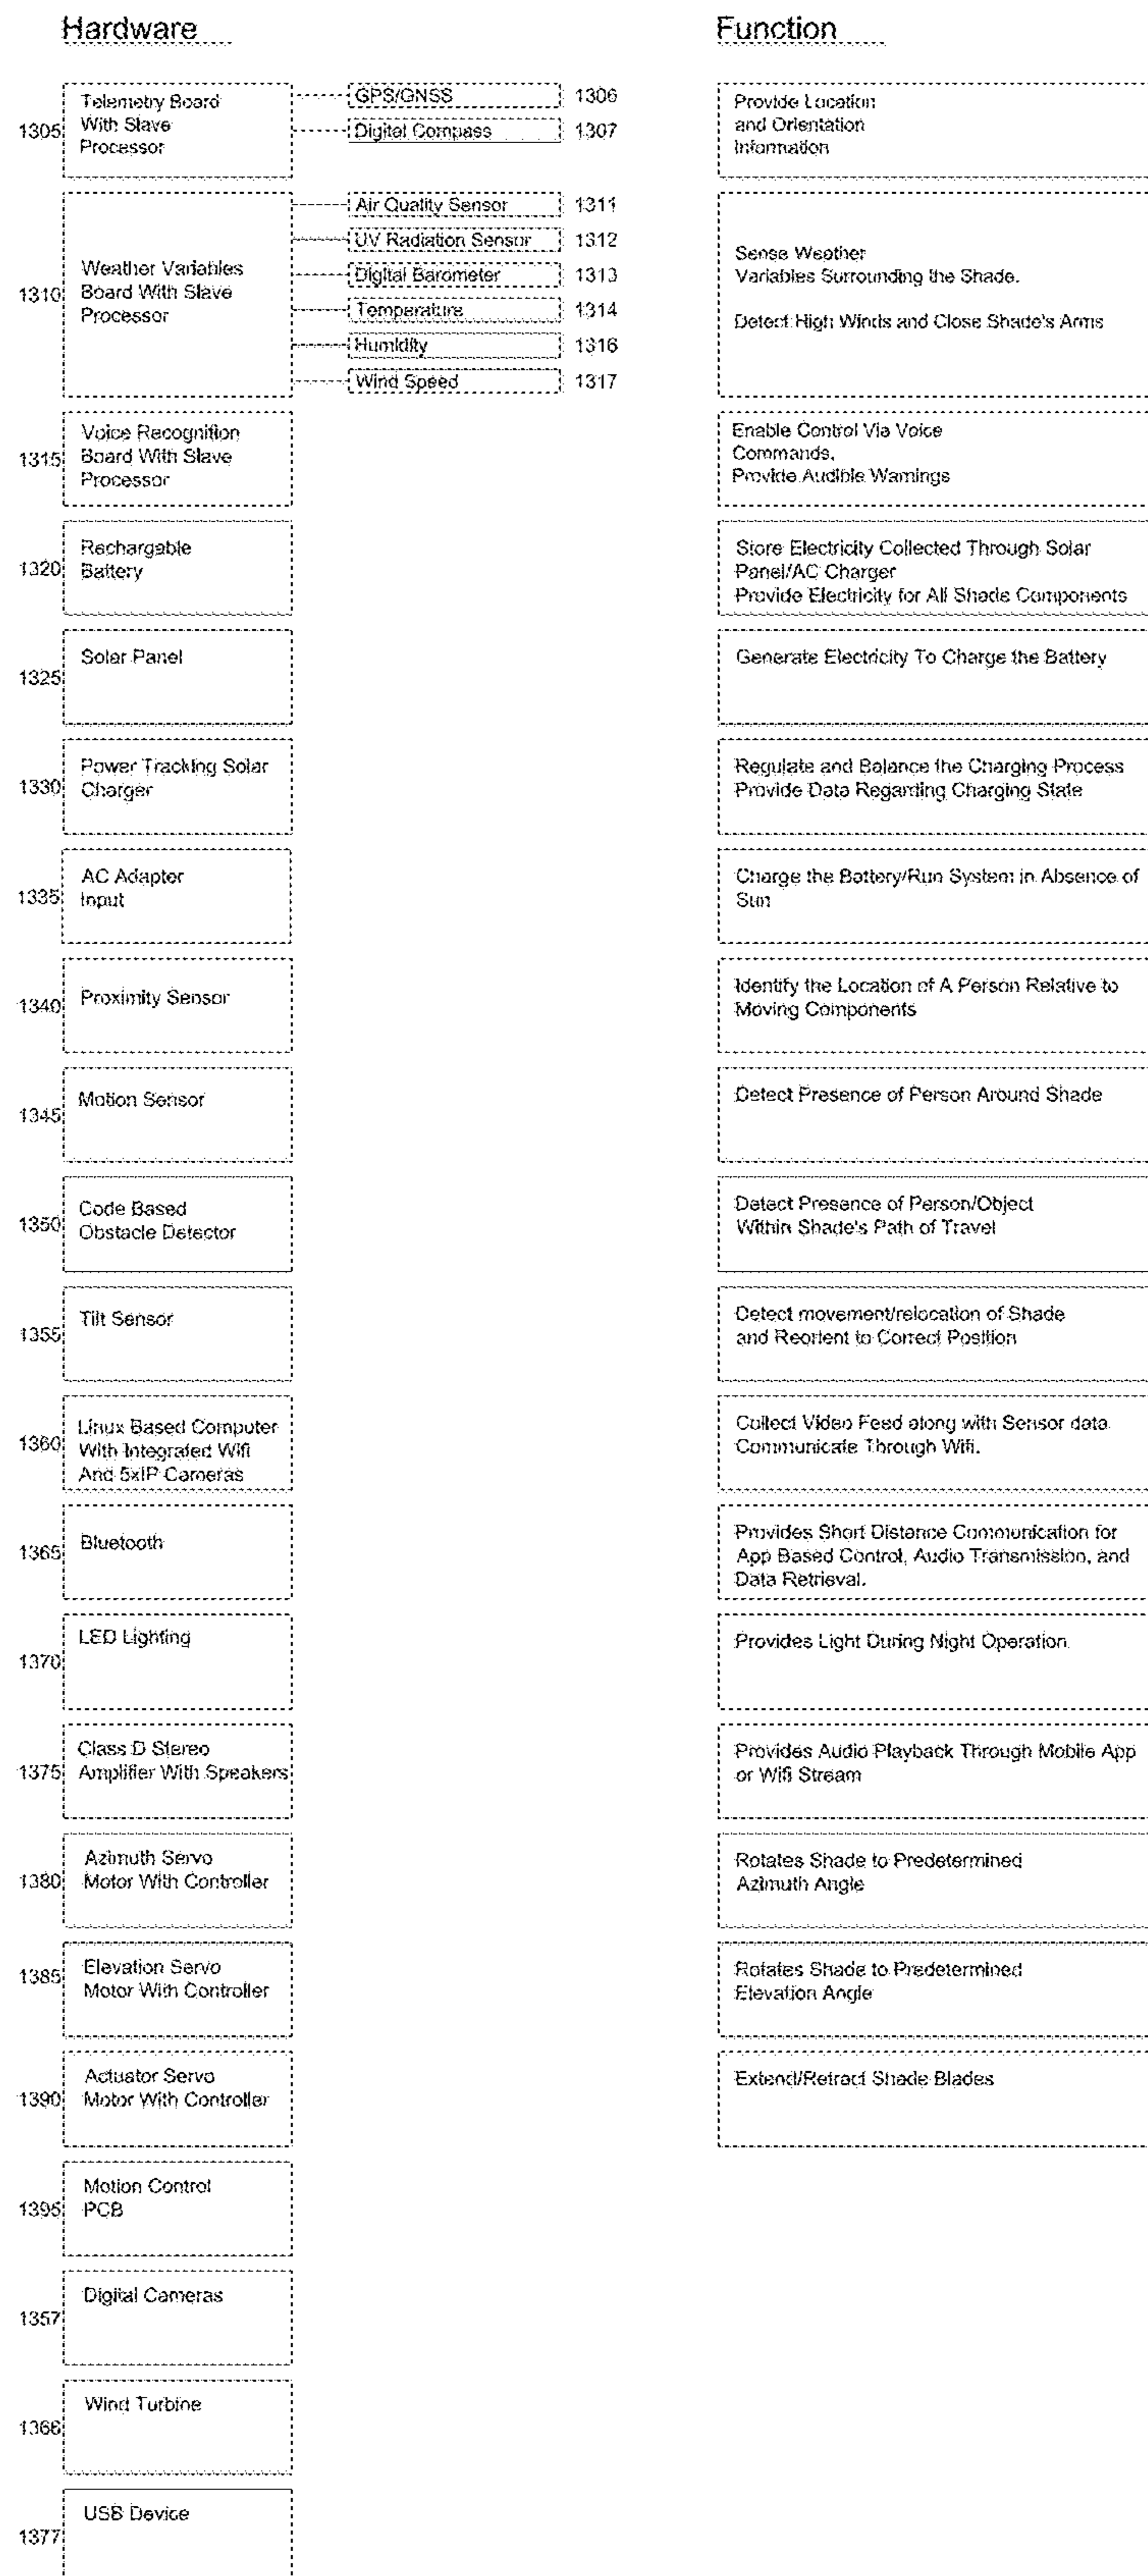 Hardware
Function
1305
Telemetry Board
With Slave
Processor
GPS/GNSS 1306
Digital Compass 1307
Provide Location
and Orientation
Information
1310
Weather Variables
Board With Slave
Processor
Air Quality Sensor 1311
UV Radiation Sensor 1312
Digital Barometer 1313
Temperature 1314
Humidity 1316
Wind Speed 1317
Sense Weather
Variables Surrounding the Shade.
Detect High Winds and Close Shade's Arms
1315
Voice Recognition
Board With Slave
Processor
Enable Control Via Voice
Commands,
Provide Audible Warnings
1320
Rechargable
Battery
Store Electricity Collected Through Solar
Panel/AC Charger
Provide Electricity for All Shade Components
1325
Solar Panel
Generate Electricity To Charge the Battery
1330
Power Tracking Solar
Charger
Regulate and Balance the Charging Process
Provide Data Regarding Charging State
1335
AC Adapter
Input
Charge the Battery/Run System in Absence of
Sun
1340
Proximity Sensor
Identify the Location of A Person Relative to
Moving Components
1345
Motion Sensor
Detect Presence of Person Around Shade
1350
Code Based
Obstacle Detector
Detect Presence of Person/Object
Within Shade's Path of Travel
1355
Tilt Sensor
Detect movement/relocation of Shade
and Reorient to Correct Position
1360
Linux Based Computer
With Integrated Wifi
And 5xIP Cameras
Collect Video Feed along with Sensor data
Communicate Through Wifi.
1365
Bluetooth
Provides Short Distance Communication for
App Based Control, Audio Transmission, and
Data Retrieval.
1370
LED Lighting
Provides Light During Night Operation
1375
Class D Stereo
Amplifier With Speakers
Provides Audio Playback Through Mobile App
or Wifi Stream
1380
Azimuth Servo
Motor With Controller
Rotates Shade to Predetermined
Azimuth Angle
1385
Elevation Servo
Motor With Controller
Rotates Shade to Predetermined
Elevation Angle
1390
Actuator Servo
Motor With Controller
Extend/Retract Shade Blades
1395
Motion Control
PCB
1357
Digital Cameras
1366
Wind Turbine
1377
USB Device